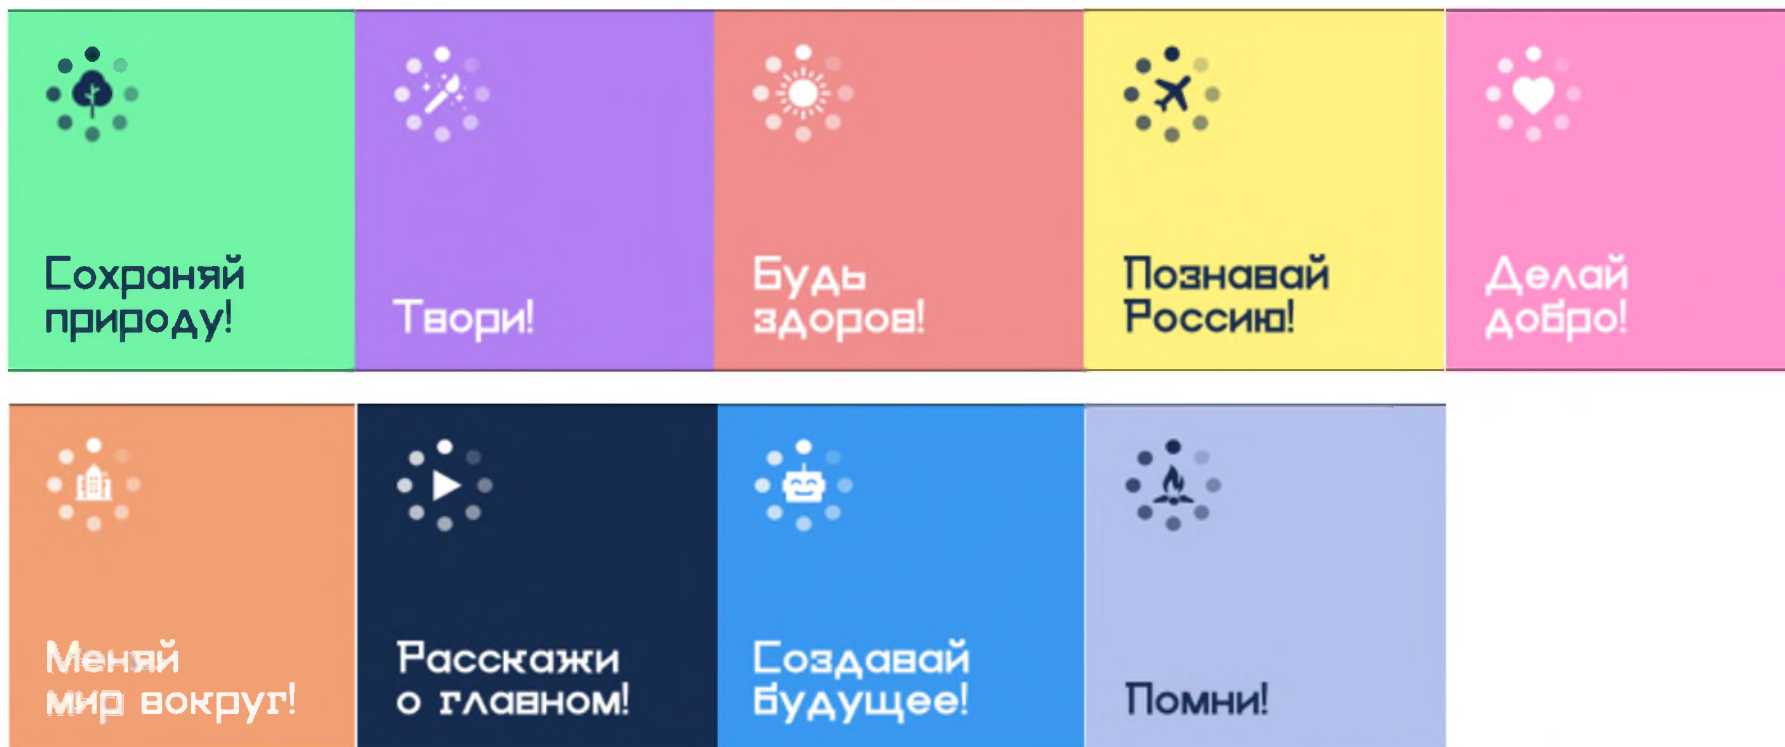 Сохраняй
природу!
Твори!
Будь
здоров!
Познавай
Россию!
Делай
добро!
Меняй
мир вокруг!
Расскажи
о главном!
Создавай
будущее!
Помни!